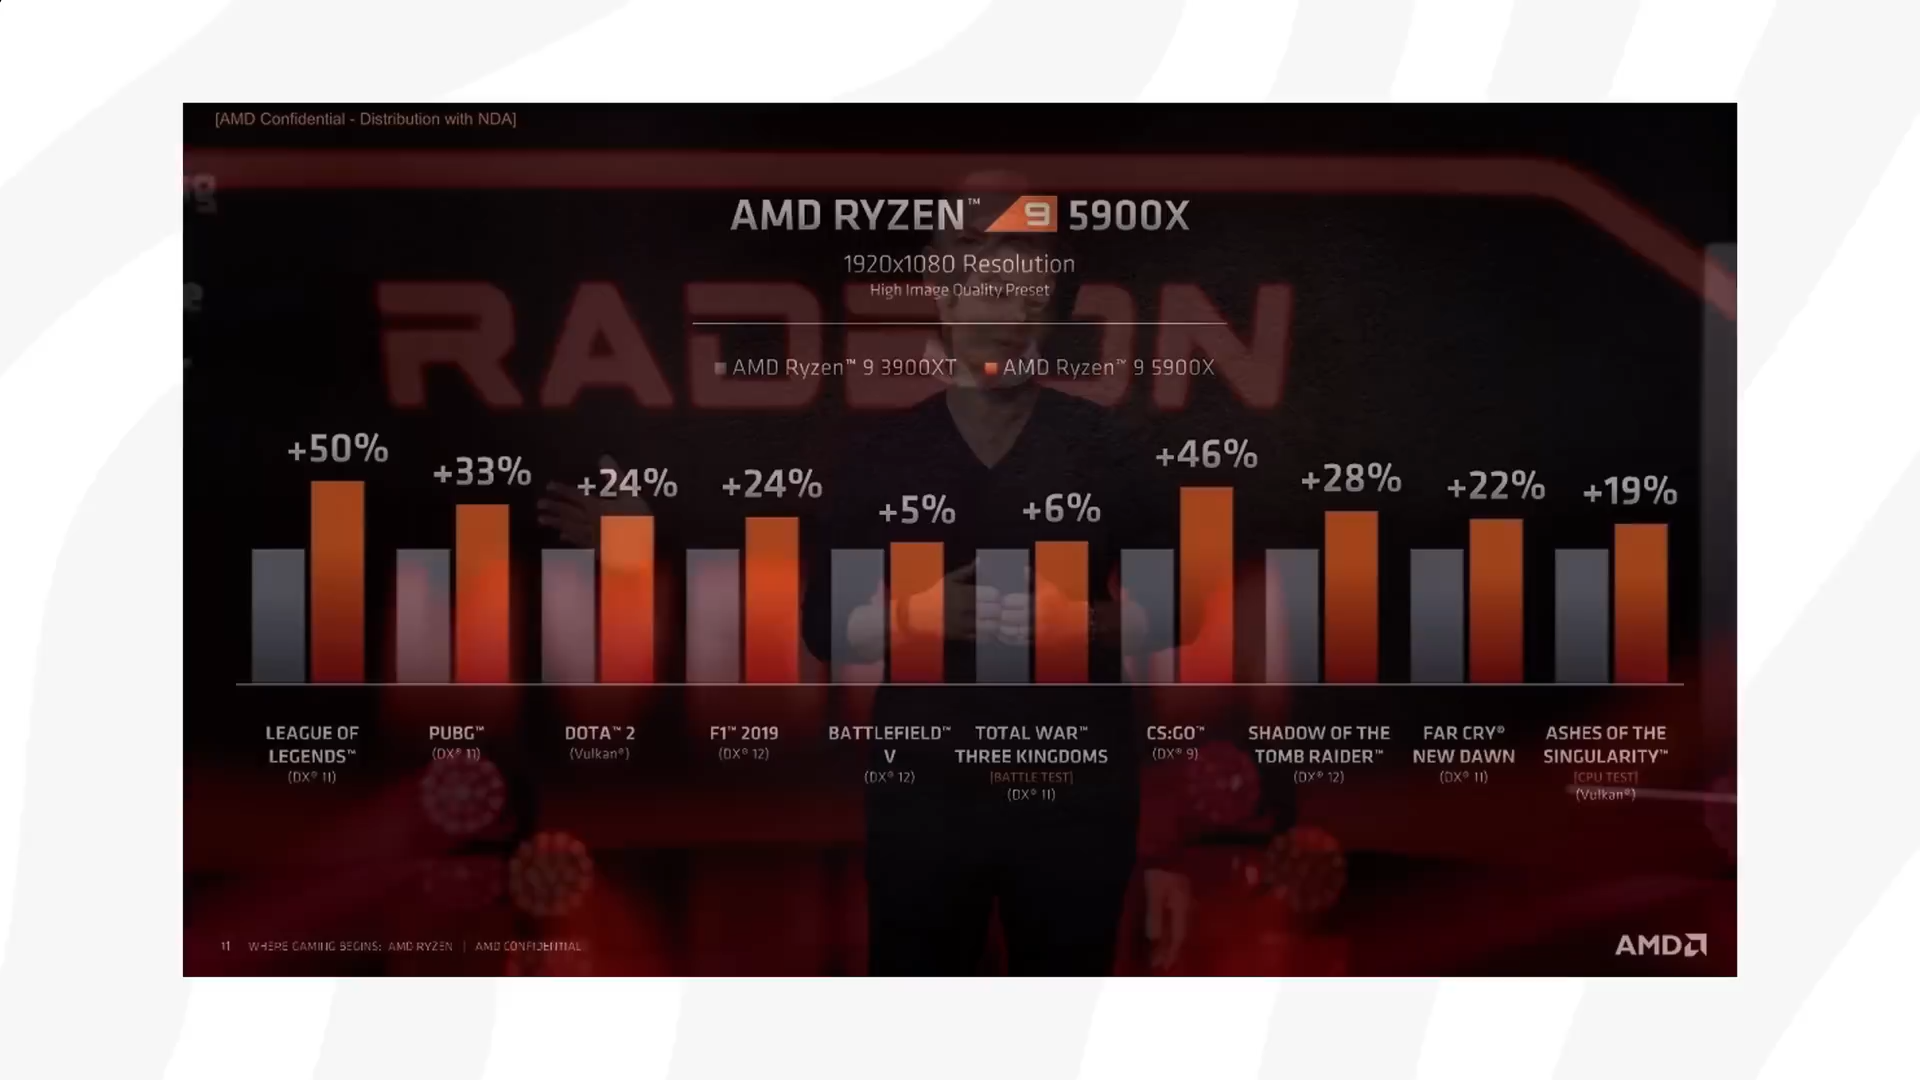 [AMD Confidential - Distribution with NDA]
AMD RYZEN™ 9 5900X
1920x1080 Resolution
High Image Quality Preset
RADEON
AMD Ryzen™ 9 3900XT AMD Ryzen™ 9 5900X
+50% +33% +24% +24% +5% +6% +46% +28% +22% +19%
LEAGUE OF LEGENDS™
(DX® 11)
PUBG™
(DX® 11)
DOTA™ 2
(Vulkan®)
F1™ 2019
(DX® 12)
BATTLEFIELD™
V
(DX® 12)
TOTAL WAR™
THREE KINGDOMS
[BATTLE TEST]
(DX® 11)
CS:GO™
(DX® 9)
SHADOW OF THE
TOMB RAIDER™
(DX® 12)
FAR CRY®
NEW DAWN
(DX® 11)
ASHES OF THE
SINGULARITY™
[CPU TEST]
(Vulkan®)
11 WHERE GAMING BEGINS: AMD RYZEN | AMD CONFIDENTIAL
AMD